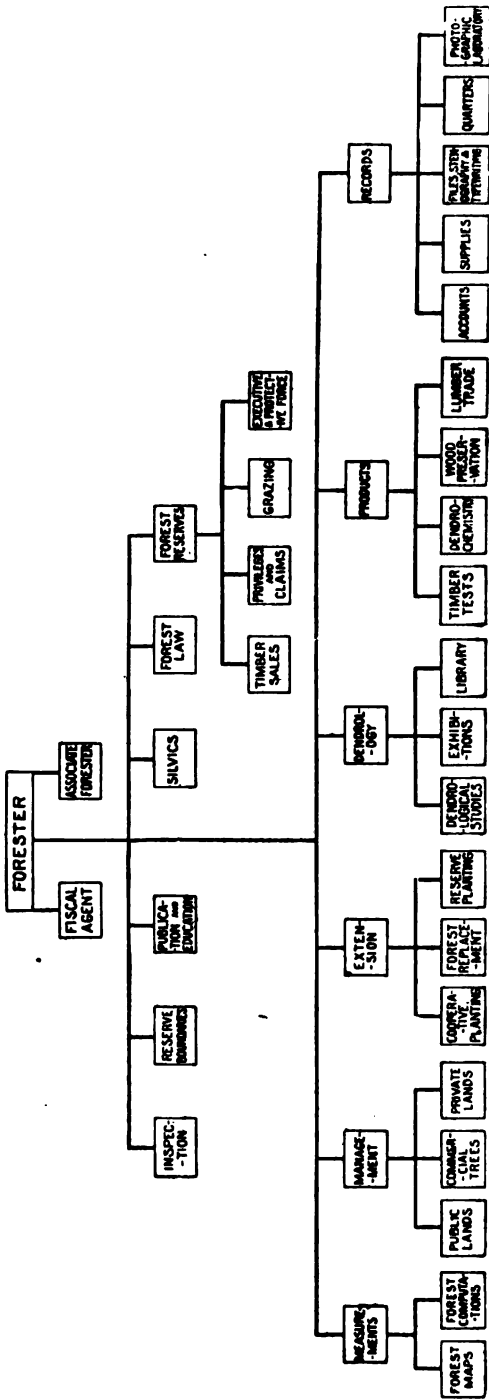 FORESTER
FISCAL
AGENT
ASSOCIATE
FORESTER
INSPEC-
-TION
RESERVE
BOUNDARIES
PUBLICA-
-TION AND
EDUCATION
SILVICS
FOREST
LAW
FOREST
RESERVES
TIMBER
SALES
PRIVILEGES
AND
CLAIMS
GRAZING
EXECUTIVE
& PROTECT-
-IVE FORCE
MEASURE-
-MENTS
MANAGE-
-MENT
EXTEN-
-SION
DENDROL-
-OGY
PRODUCTS
RECORDS
FOREST
MAPS
FOREST
COMPUTA-
-TIONS
PUBLIC
LANDS
COMMER-
-CIAL
TREES
PRIVATE
LANDS
COOPERA-
-TIVE
PLANTING
FOREST
REPLACE-
-MENT
RESERVE
PLANTING
DENDRO-
-LOGICAL
STUDIES
EXHIBI-
-TIONS
LIBRARY
TIMBER
TESTS
DENDRO-
-CHEMISTRY
WOOD
PRESER-
-VATION
LUMBER
TRADE
ACCOUNTS
SUPPLIES
FILES, STEN-
-OGRAPHY &
TYPEWRITING
QUARTERS
PHOTO-
-GRAPHIC
LABORATORY